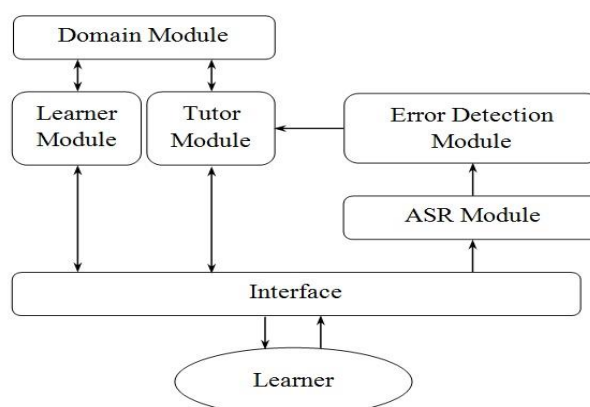 Domain Module
Learner
Module
Tutor
Module
Error Detection
Module
ASR Module
Interface
Learner